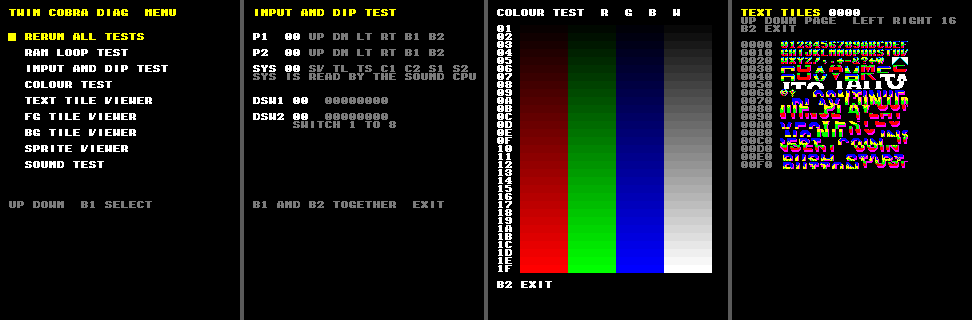 TWIN COBRA DIAG  MENU
RERUN ALL TESTS
RAM LOOP TEST
INPUT AND DIP TEST
COLOUR TEST
TEXT TILE VIEWER
FG TILE VIEWER
BG TILE VIEWER
SPRITE VIEWER
SOUND TEST
UP DOWN  B1 SELECT
INPUT AND DIP TEST
P1  00 UP DN LT RT B1 B2
P2  00 UP DN LT RT B1 B2
SYS 00 SV TL TS C1 C2 S1 S2
SYS IS READ BY THE SOUND CPU
DSW1 00  00000000
DSW2 00  00000000
SWITCH 1 TO 8
B1 AND B2 TOGETHER  EXIT
COLOUR TEST  R  G  B  W
01
02
03
04
05
06
07
08
09
0A
0B
0C
0D
0E
0F
10
11
12
13
14
15
16
17
18
19
1A
1B
1C
1D
1E
1F
B2 EXIT
TEXT TILES 0000
UP DOWN PAGE  LEFT RIGHT 16
B2 EXIT
0000
0010
0020
0030
0040
0050
0060
0070
0080
0090
00A0
00B0
00C0
00D0
00E0
00F0